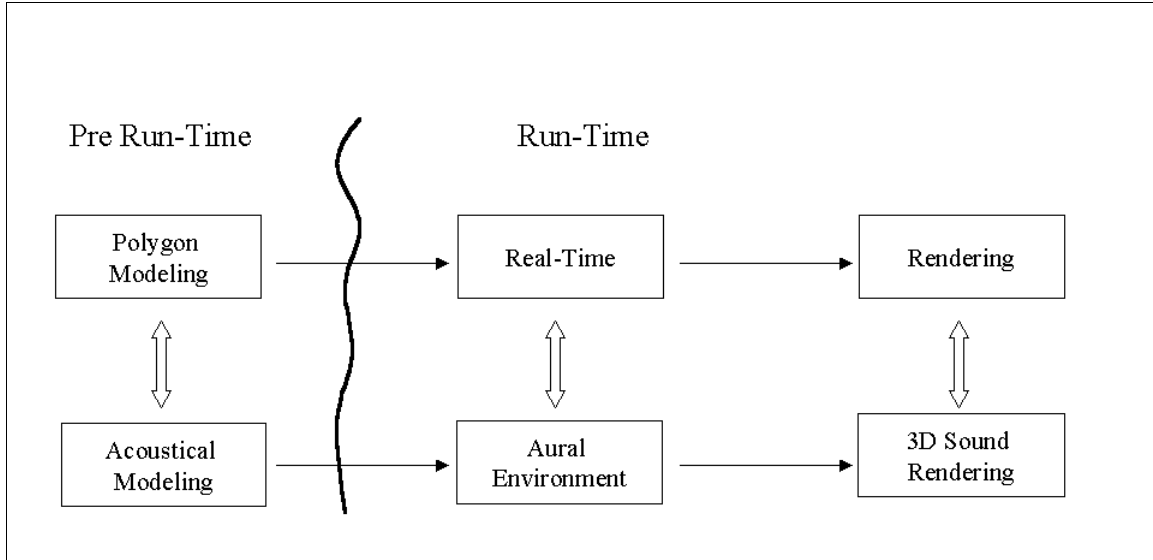 Pre Run-Time
Run-Time
Polygon
Modeling
Real-Time
Rendering
Acoustical
Modeling
Aural
Environment
3D Sound
Rendering